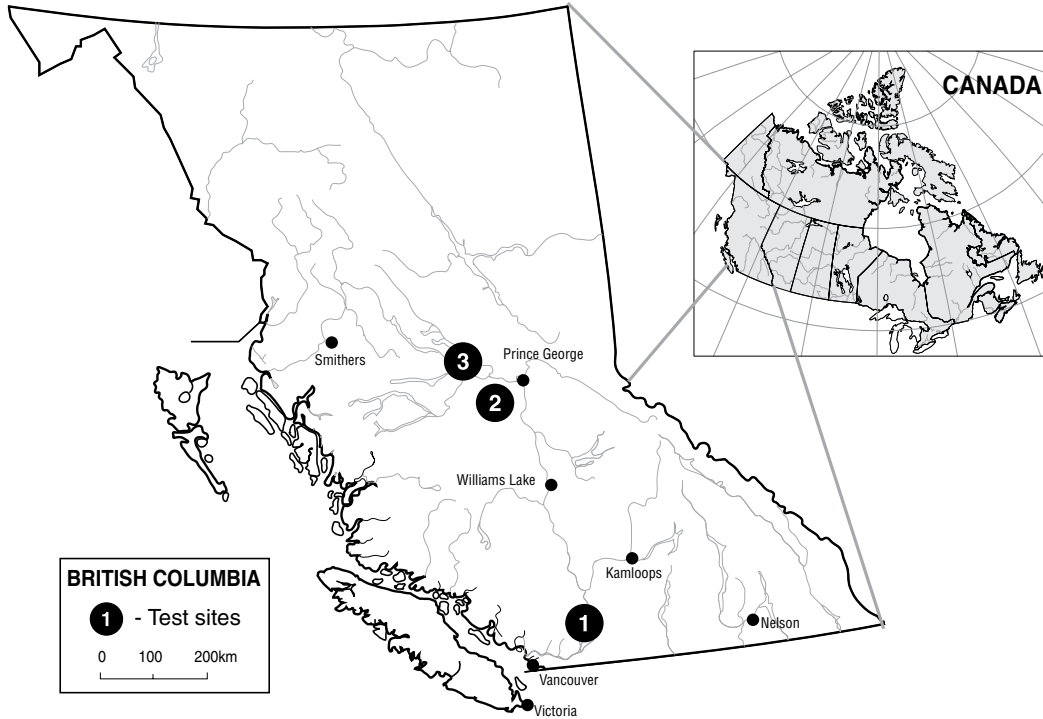 CANADA
3
Prince George
Smithers
2
Williams Lake
Kamloops
BRITISH COLUMBIA
1 - Test sites
1
Nelson
0 100 200km
Vancouver
Victoria